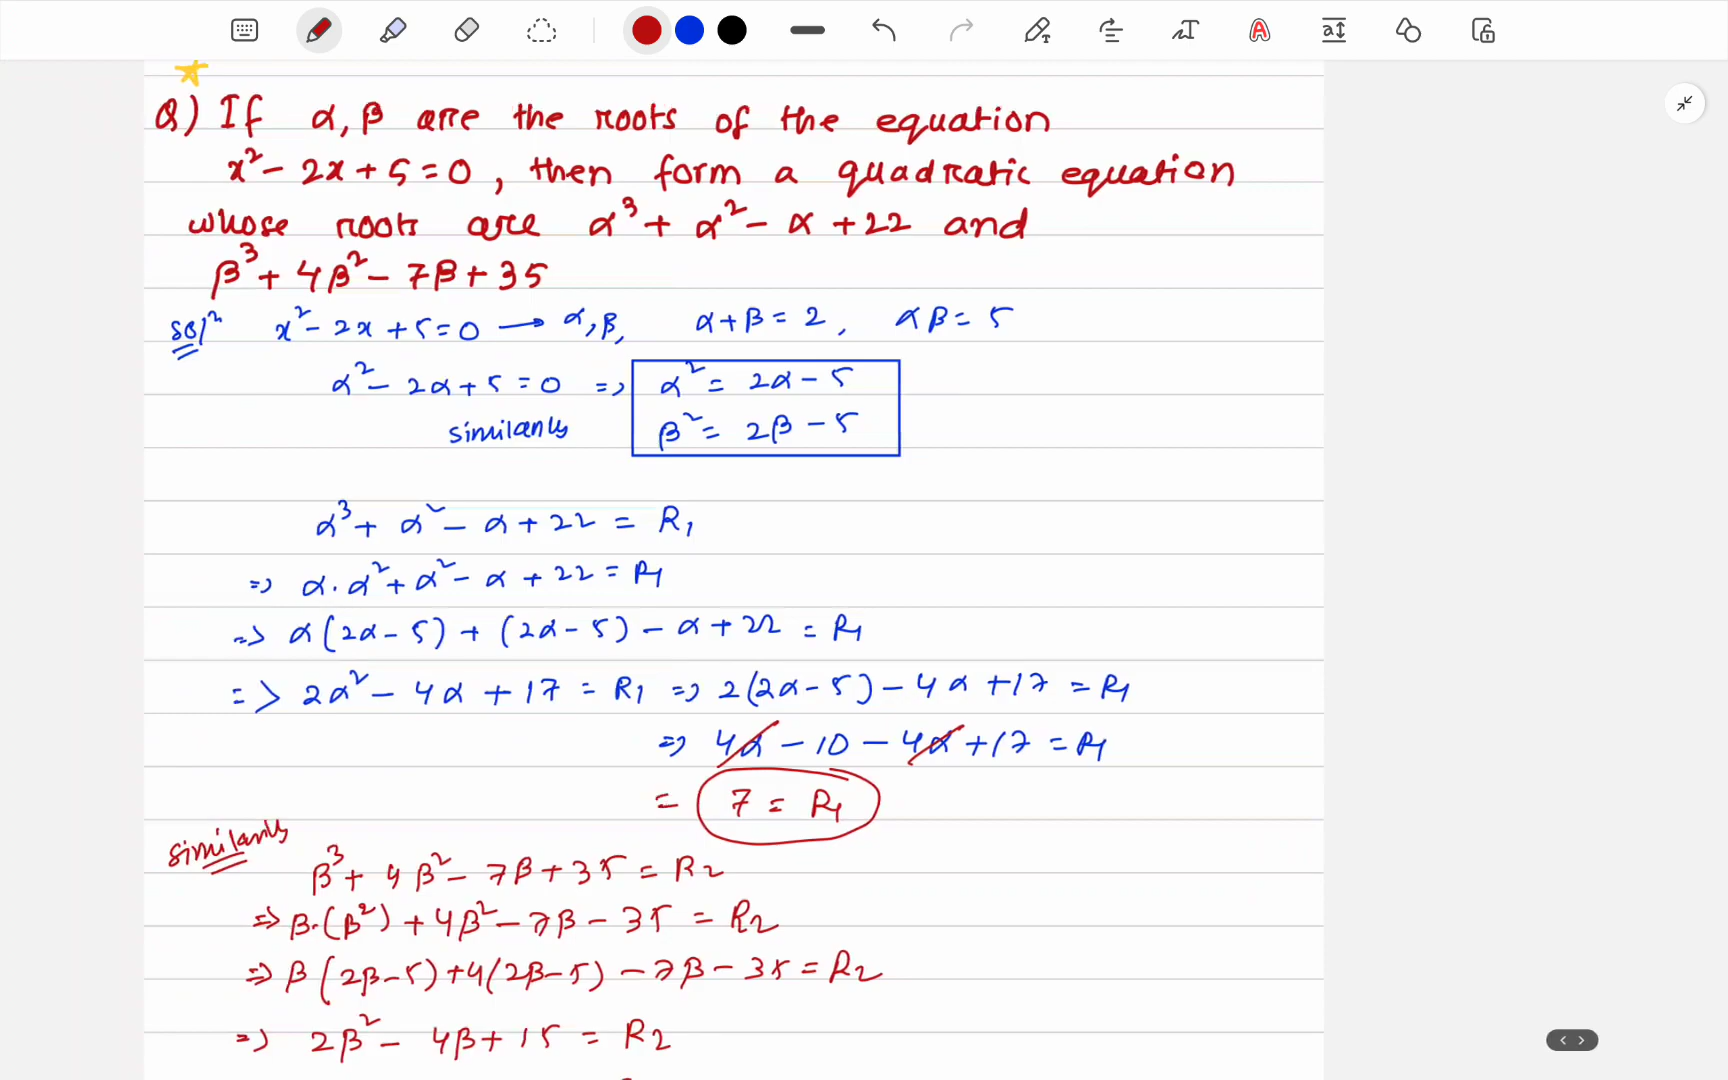 Q) If α, β are the roots of the equation
x² - 2x + 5 = 0, then form a quadratic equation
whose roots are α³ + α² - α + 22 and
β³ + 4β² - 7β + 35
solⁿ x² - 2x + 5 = 0 → α, β, α + β = 2, αβ = 5
α² - 2α + 5 = 0 ⇒ α² = 2α - 5
similarly β² = 2β - 5
α³ + α² - α + 22 = R₁
⇒ α.α² + α² - α + 22 = R₁
⇒ α(2α - 5) + (2α - 5) - α + 22 = R₁
⇒ 2α² - 4α + 17 = R₁ ⇒ 2(2α - 5) - 4α + 17 = R₁
⇒ 4α - 10 - 4α + 17 = R₁
= 7 = R₁
similarly
β³ + 4β² - 7β + 35 = R2
⇒ β.(β²) + 4β² - 7β - 35 = R2
⇒ β(2β - 5) + 4(2β - 5) - 7β - 35 = R2
⇒ 2β² - 4β + 15 = R2